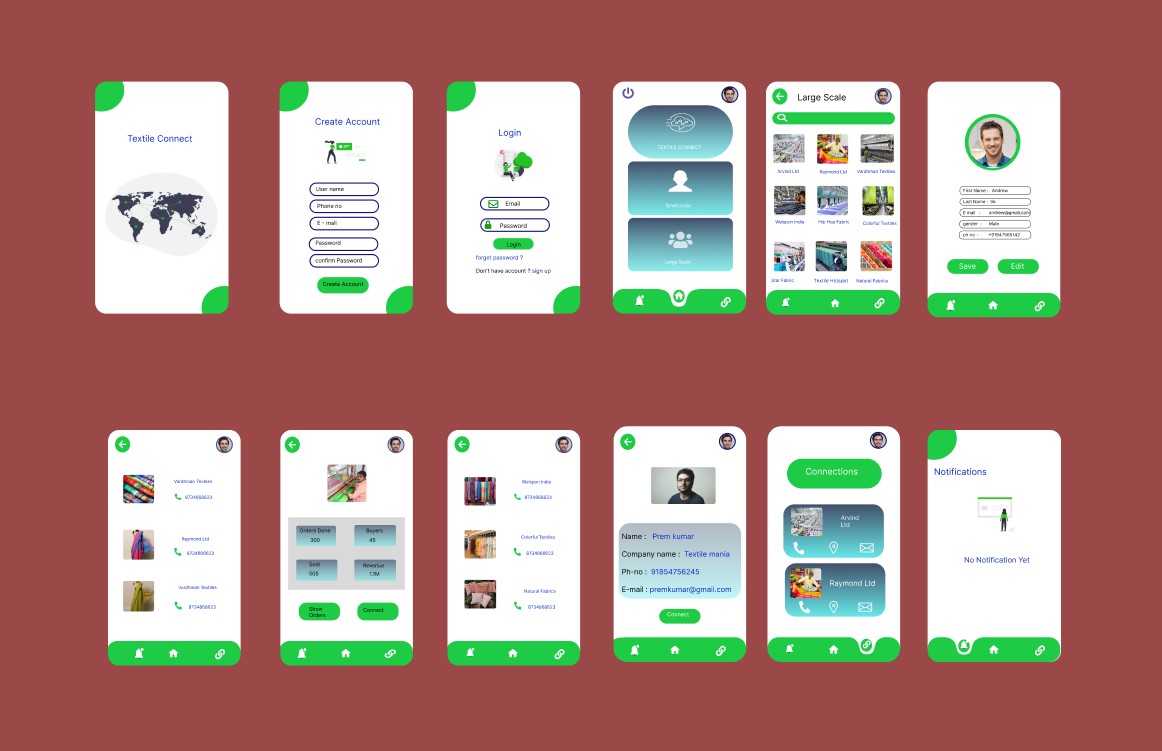 Textile Connect
Create Account
User name
Phone no
E - mail
Password
confirm Password
Create Account
Login
Email
Password
Login
forget password ?
Don't have account ? sign up
TEXTILE CONNECT
Small scale
Large Scale
Large Scale
Arvind Ltd
Raymond Ltd
Vardhman Textiles
Welspun India
Hip Hop Fabric
Colorful Textiles
Star Fabric
Textile Hotspot
Natural Fabrics
First Name : Andrew
Last Name :
E mail : andrew@gmail.com
gender : Male
ph no : +91847565142
Save
Edit
Vardhman Textiles
8734868623
Raymond Ltd
8734868623
Vardhman Textiles
8734868623
Orders Done
300
Buyers
45
Sold
505
Revenue
1.1M
Show
Orders
Connect
Welspun India
8734868623
Colorful Textiles
8734868623
Natural Fabrics
8734868623
Name : Prem kumar
Company name : Textile mania
Ph-no : 91854756245
E-mail : premkumar@gmail.com
Connect
Connections
Arvind
Ltd
Raymond Ltd
Notifications
No Notification Yet